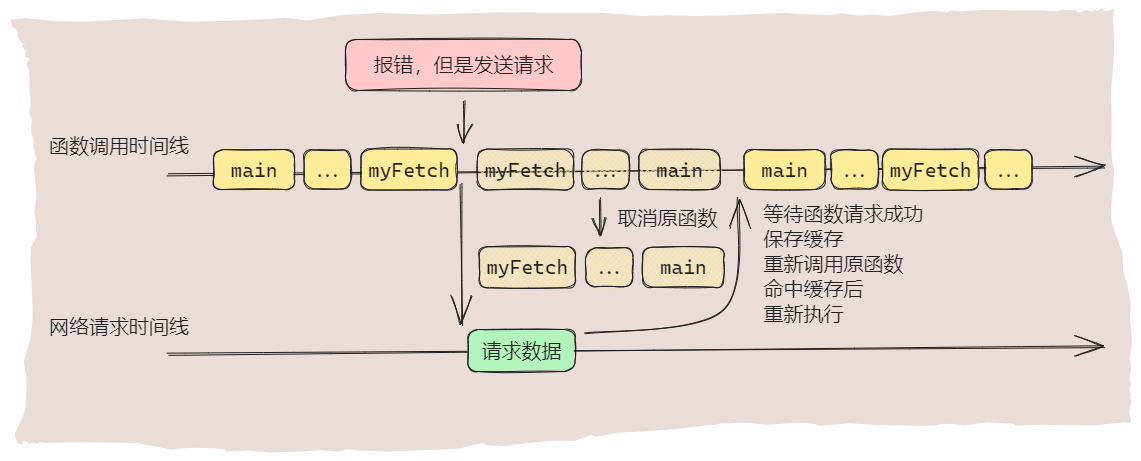 报错，但是发送请求
函数调用时间线
main ... myFetch myFetch ... main main ... myFetch ...
取消原函数
等待函数请求成功
保存缓存
重新调用原函数
命中缓存后
重新执行
myFetch ... main
网络请求时间线
请求数据